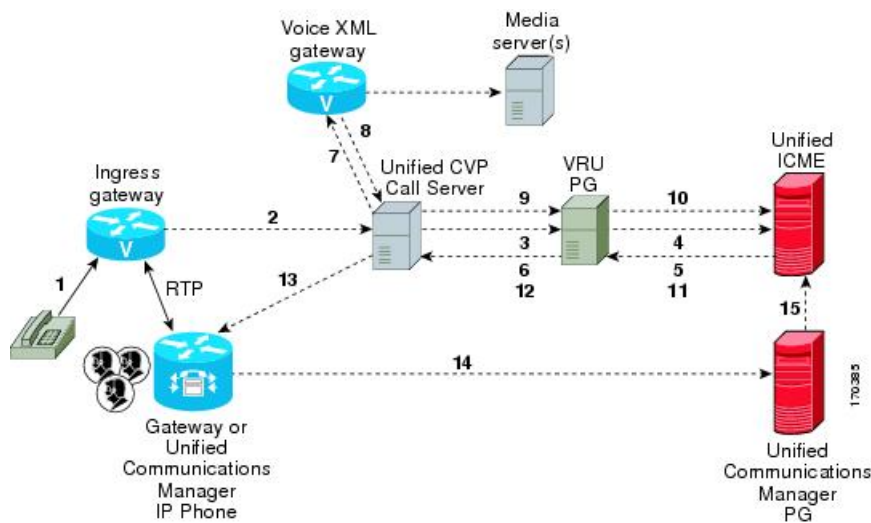 Voice XML
gateway
Media
server(s)
V
8
7
Unified CVP
Call Server
VRU
PG
Unified
ICME
Ingress
gateway
V
2
9
10
3
4
1
RTP
13
6
5
12
11
15
14
170385
Gateway or
Unified
Communications
Manager
IP Phone
Unified
Communications
Manager
PG